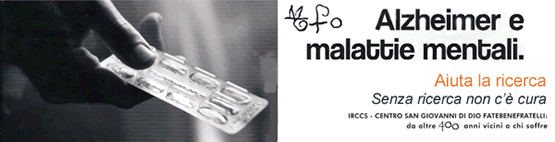 Alzheimer e
malattie mentali.
Aiuta la ricerca
Senza ricerca non c'è cura
IRCCS - CENTRO SAN GIOVANNI DI DIO FATEBENEFRATELLI:
da oltre 400 anni vicini a chi soffre